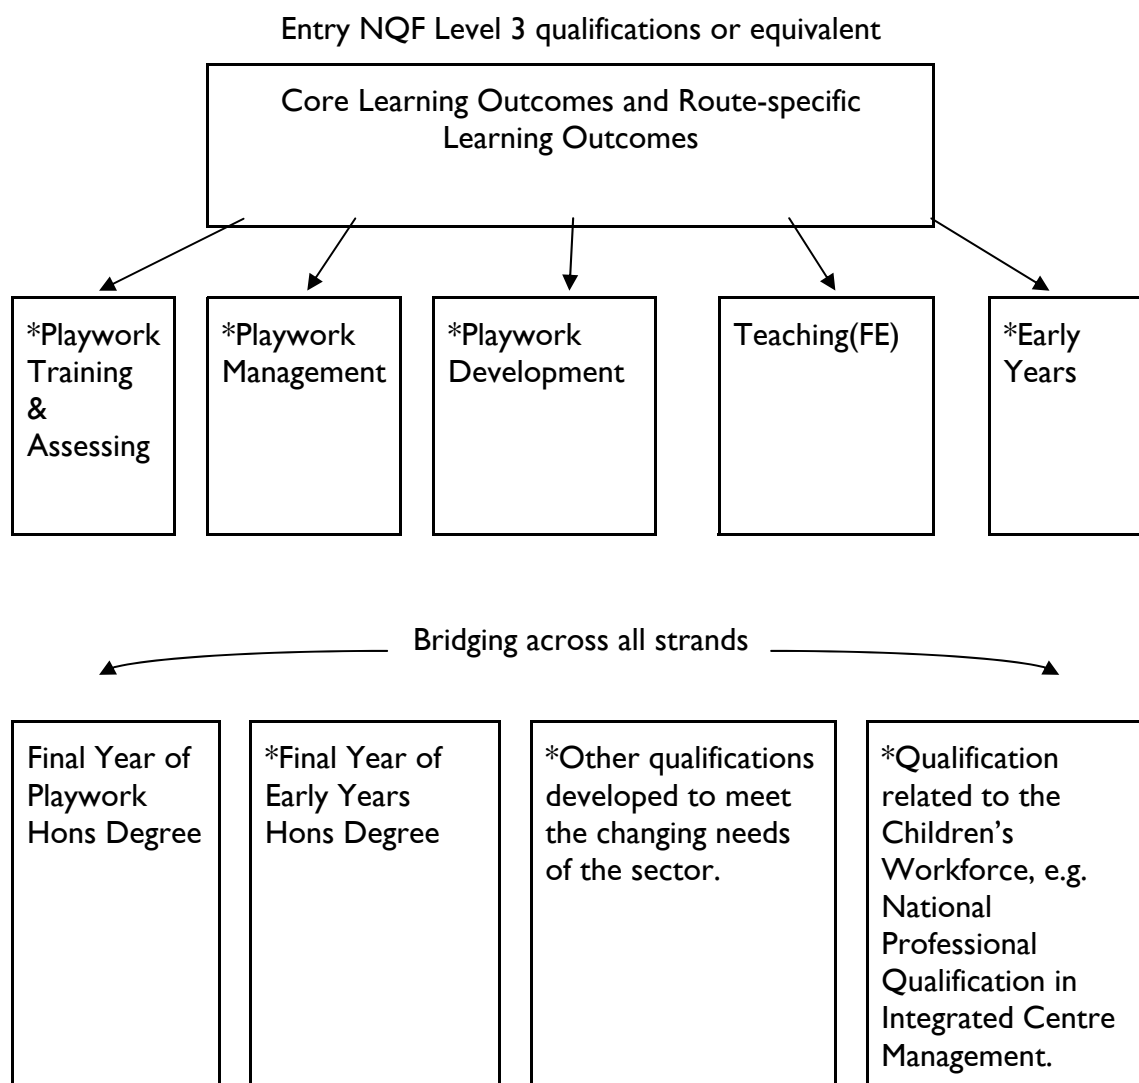 Entry NQF Level 3 qualifications or equivalent
Core Learning Outcomes and Route-specific
Learning Outcomes
*Playwork
Training
&
Assessing
*Playwork
Management
*Playwork
Development
Teaching(FE)
*Early
Years
Bridging across all strands
Final Year of
Playwork
Hons Degree
*Final Year of
Early Years
Hons Degree
*Other qualifications
developed to meet
the changing needs
of the sector.
*Qualification
related to the
Children’s
Workforce, e.g.
National
Professional
Qualification in
Integrated Centre
Management.